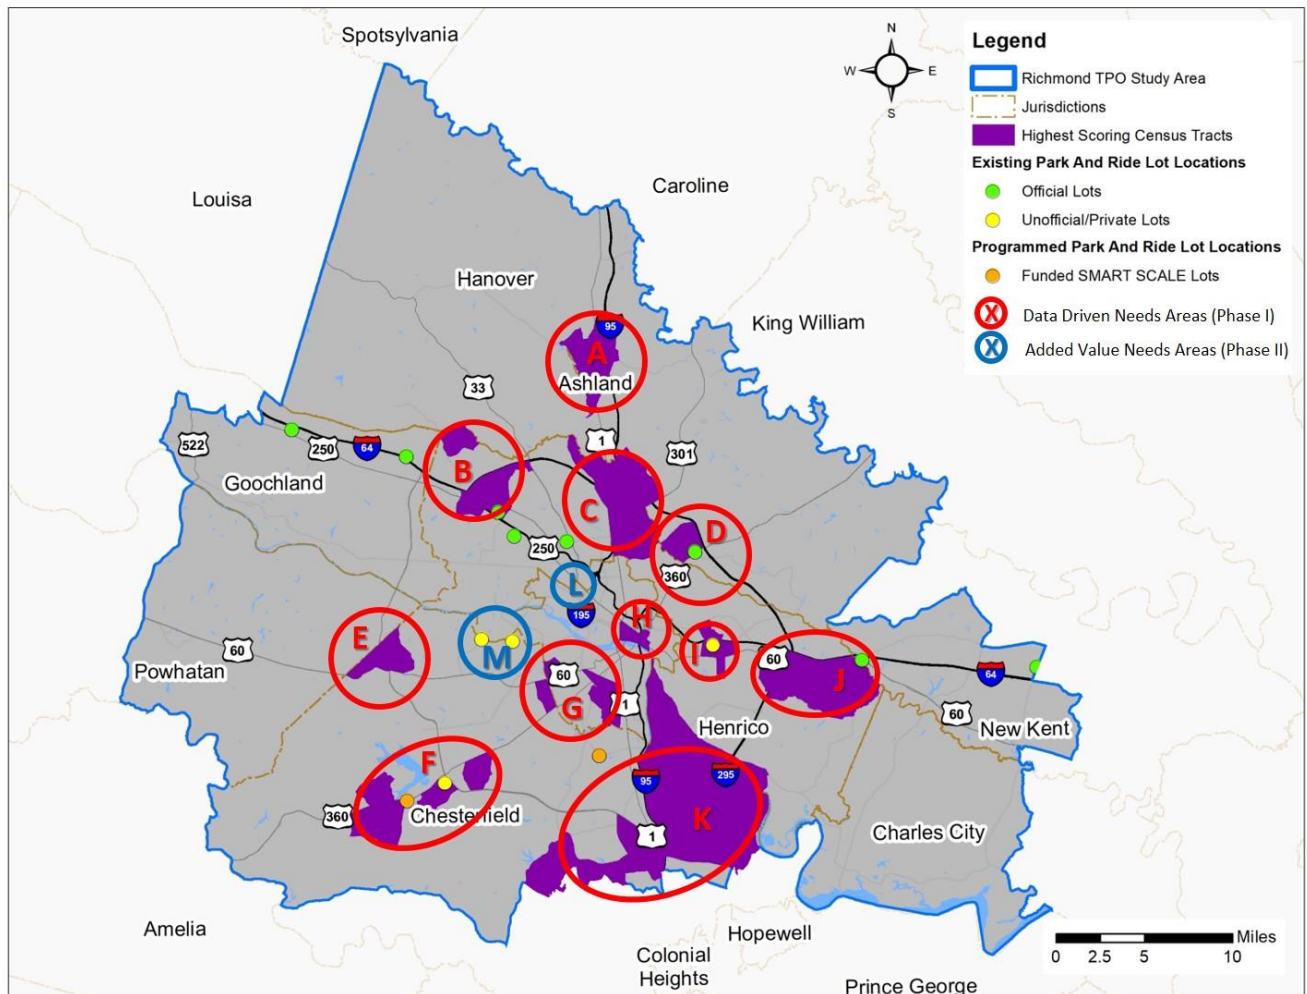 Spotsylvania
N
W
E
S
Legend
Richmond TPO Study Area
Jurisdictions
Highest Scoring Census Tracts
Existing Park And Ride Lot Locations
Official Lots
Unofficial/Private Lots
Programmed Park And Ride Lot Locations
Funded SMART SCALE Lots
X Data Driven Needs Areas (Phase I)
X Added Value Needs Areas (Phase II)
Louisa
Caroline
Hanover
King William
95
A
Ashland
33
522
250
64
1
301
B
Goochland
C
D
250
360
L
195
H
E
M
I
60
Powhatan
60
60
J
64
G
1
60
Henrico
New Kent
F
95
295
360
Chesterfield
K
1
Charles City
Amelia
Hopewell
Colonial
Heights
Prince George
Miles
0 2.5 5 10